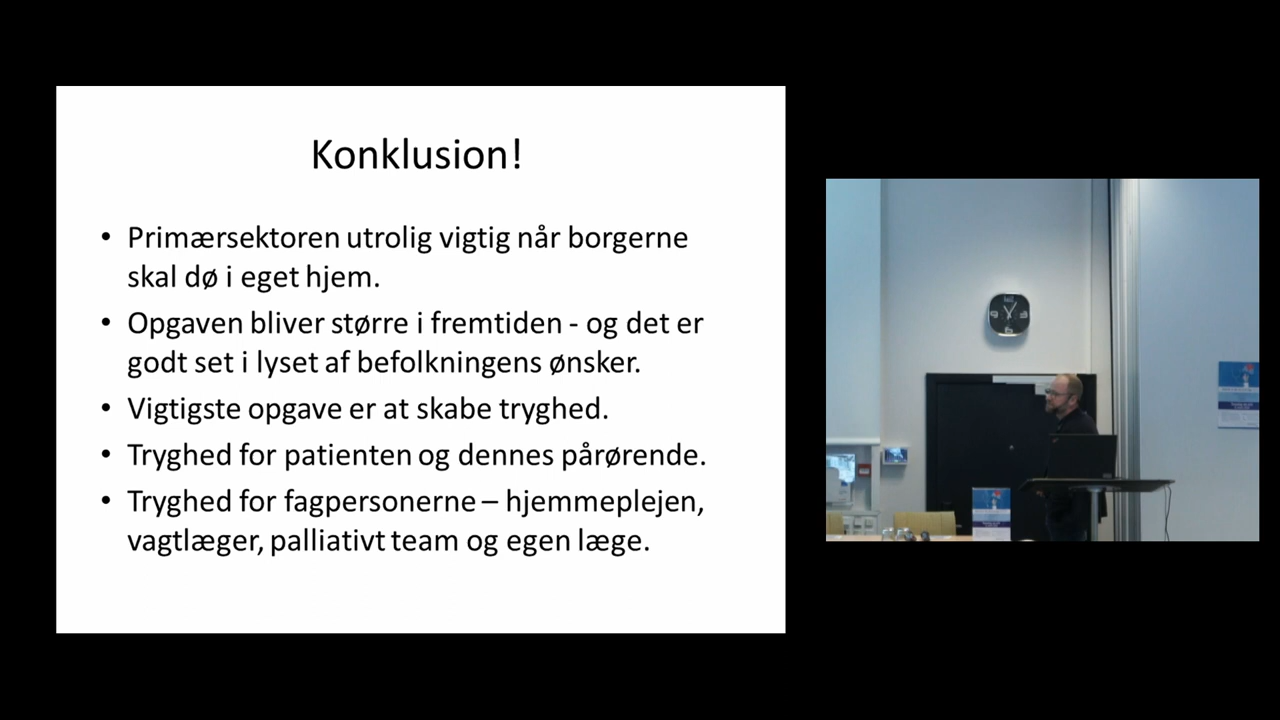 Konklusion!
• Primærsektoren utrolig vigtig når borgerne
skal dø i eget hjem.
• Opgaven bliver større i fremtiden - og det er
godt set i lyset af befolkningens ønsker.
• Vigtigste opgave er at skabe tryghed.
• Tryghed for patienten og dennes pårørende.
• Tryghed for fagpersonerne – hjemmeplejen,
vagtlæger, palliativt team og egen læge.